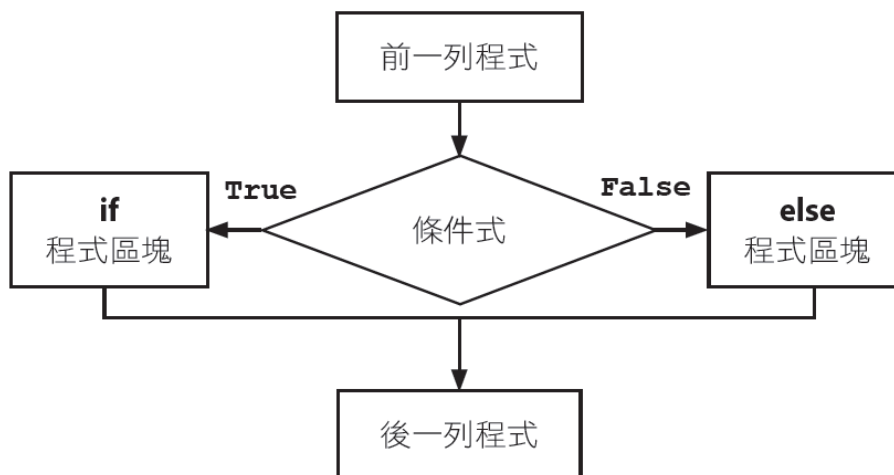 前一列程式
True
False
if
程式區塊
條件式
else
程式區塊
後一列程式